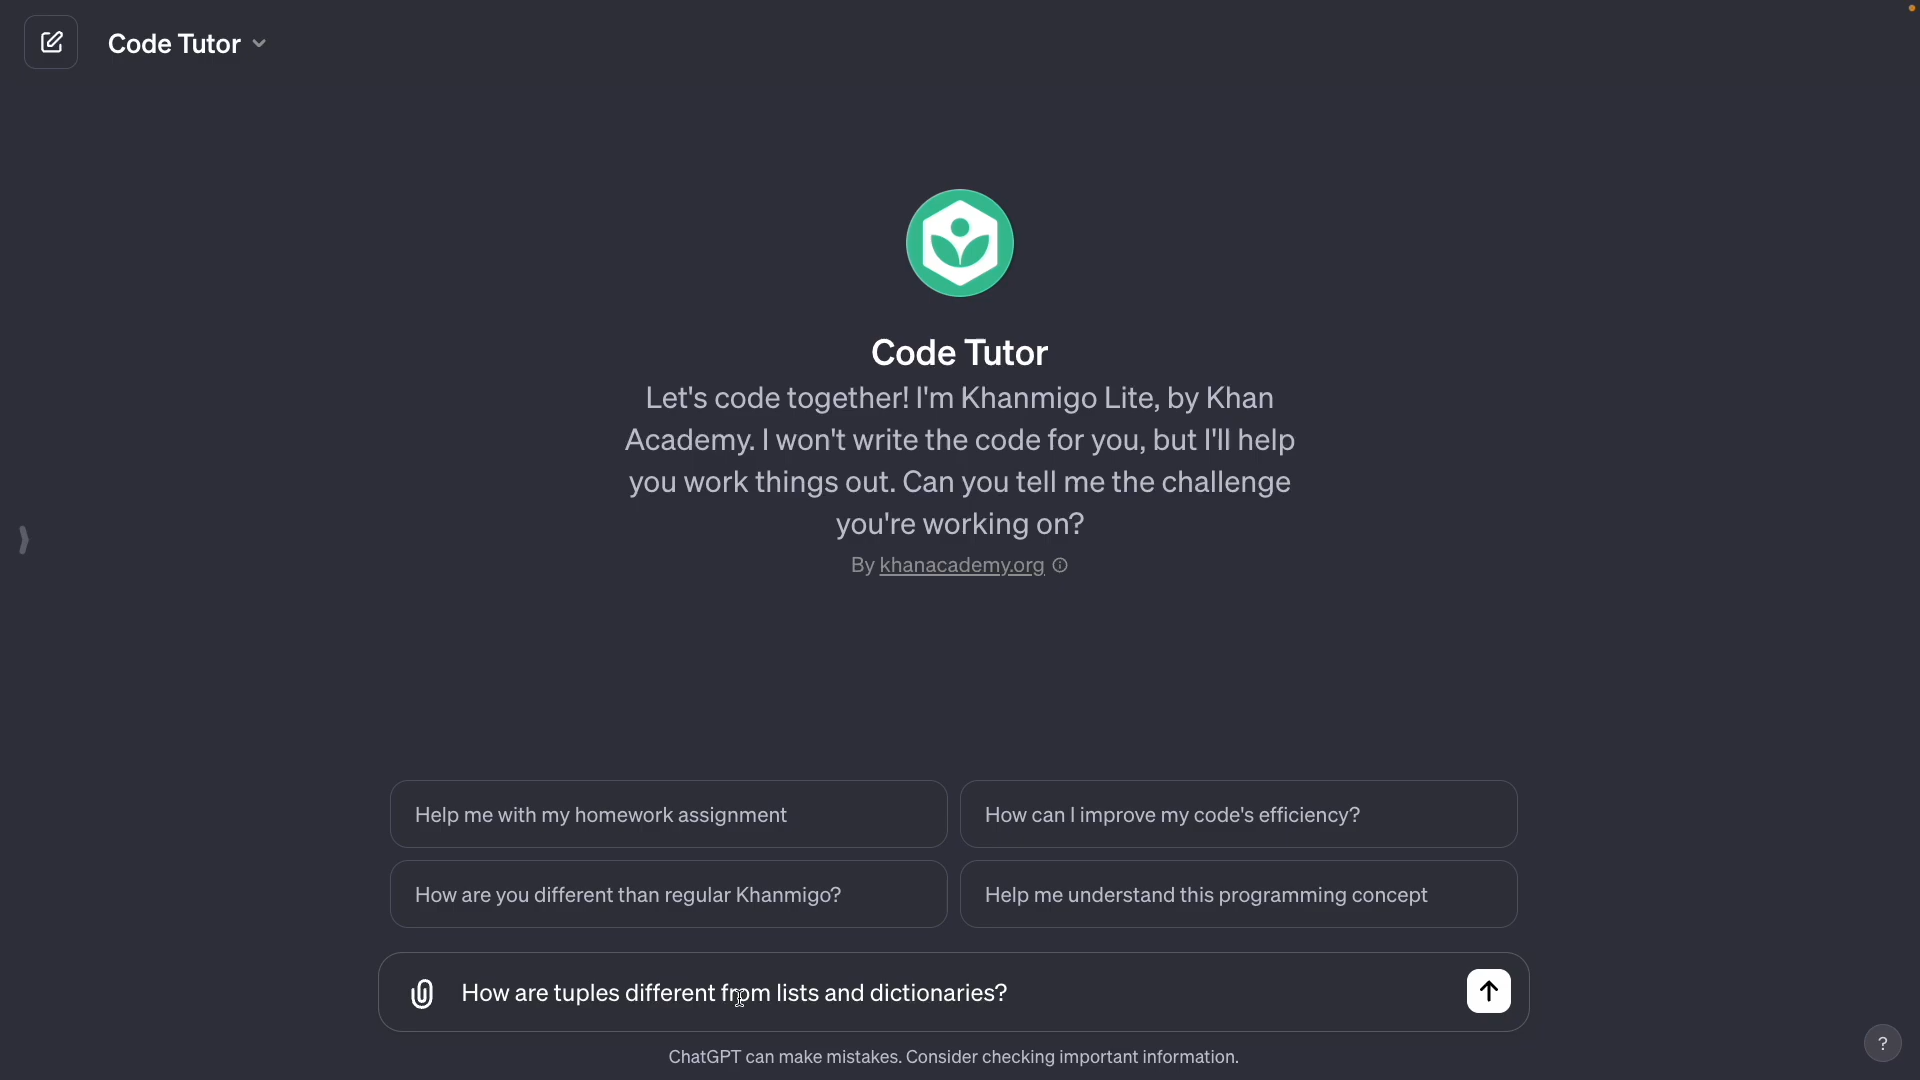 Code Tutor
Code Tutor
Let's code together! I'm Khanmigo Lite, by Khan
Academy. I won't write the code for you, but I'll help
you work things out. Can you tell me the challenge
you're working on?
By khanacademy.org
Help me with my homework assignment
How can I improve my code's efficiency?
How are you different than regular Khanmigo?
Help me understand this programming concept
How are tuples different from lists and dictionaries?
ChatGPT can make mistakes. Consider checking important information.
?